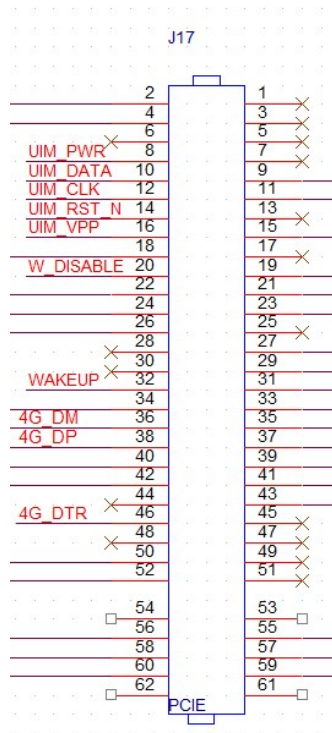 J17
2 1
4 3
6 5
UIM_PWR 8 7
UIM_DATA 10 9
UIM_CLK 12 11
UIM_RST_N 14 13
UIM_VPP 16 15
18 17
W_DISABLE 20 19
22 21
24 23
26 25
28 27
30 29
WAKEUP 32 31
34 33
4G_DM 36 35
4G_DP 38 37
40 39
42 41
44 43
4G_DTR 46 45
48 47
50 49
52 51
54 53
56 55
58 57
60 59
62 61
PCIE